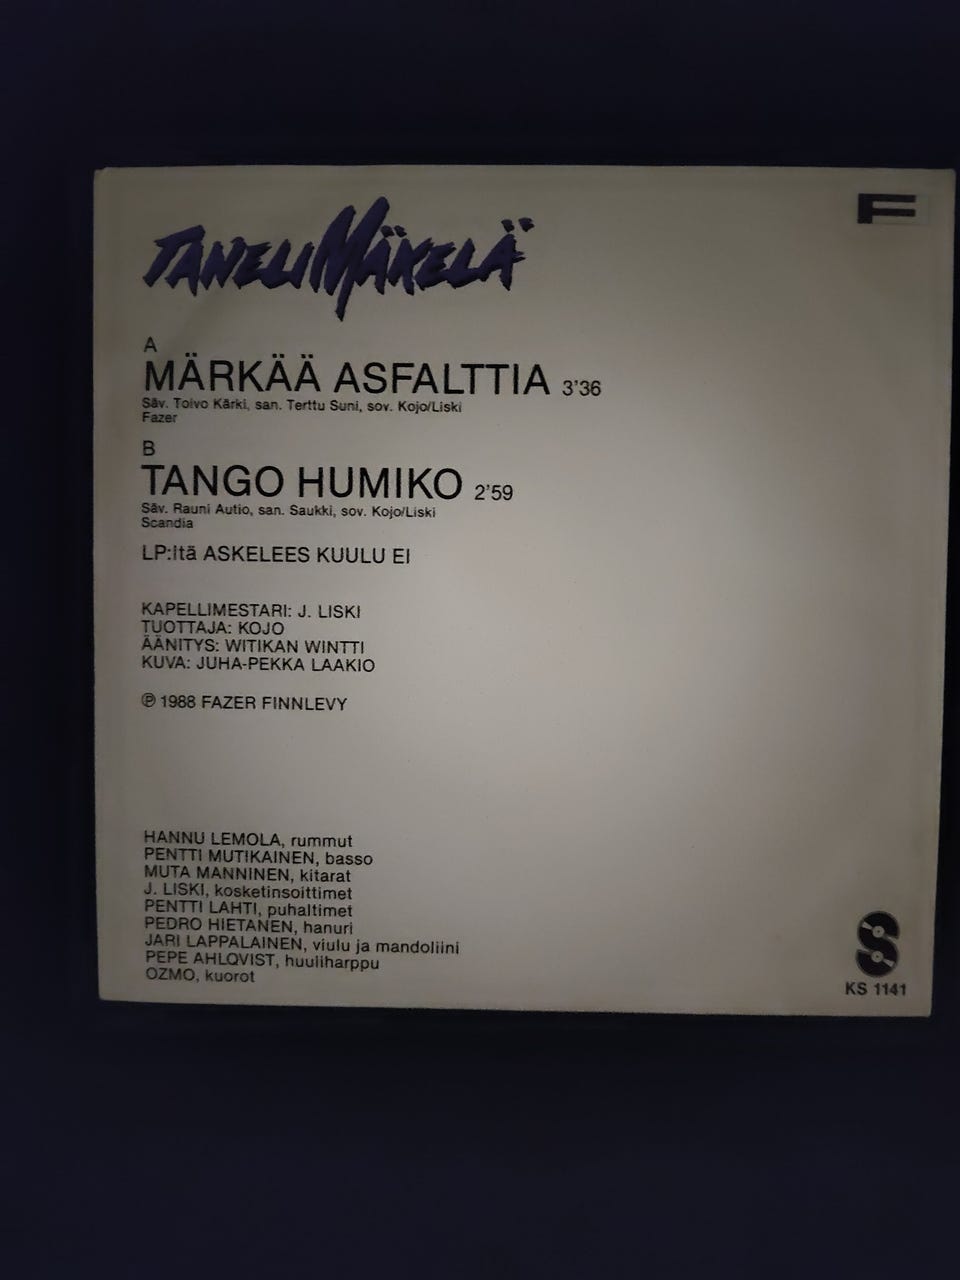 TANELI MÄKELÄ
F
A
MÄRKÄÄ ASFALTTIA 3'36
Säv. Toivo Kärki, san. Terttu Suni, sov. Kojo/Liski
Fazer
B
TANGO HUMIKO 2'59
Säv. Rauni Autio, san. Saukki, sov. Kojo/Liski
Scandia
LP:ltä ASKELEES KUULU EI
KAPELLIMESTARI: J. LISKI
TUOTTAJA: KOJO
ÄÄNITYS: WITIKAN WINTTI
KUVA: JUHA-PEKKA LAAKIO
℗ 1988 FAZER FINNLEVY
HANNU LEMOLA, rummut
PENTTI MUTIKAINEN, basso
MUTA MANNINEN, kitarat
J. LISKI, kosketinsoittimet
PENTTI LAHTI, puhaltimet
PEDRO HIETANEN, hanuri
JARI LAPPALAINEN, viulu ja mandoliini
PEPE AHLQVIST, huuliharppu
OZMO, kuorot
S
KS 1141